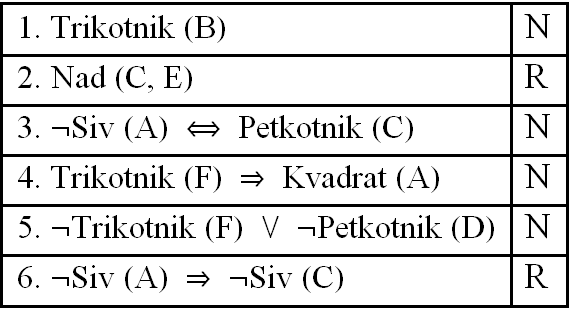 1. Trikotnik (B) N
2. Nad (C, E) R
3. ¬Siv (A) ⇔ Petkotnik (C) N
4. Trikotnik (F) ⇒ Kvadrat (A) N
5. ¬Trikotnik (F) ∨ ¬Petkotnik (D) N
6. ¬Siv (A) ⇒ ¬Siv (C) R